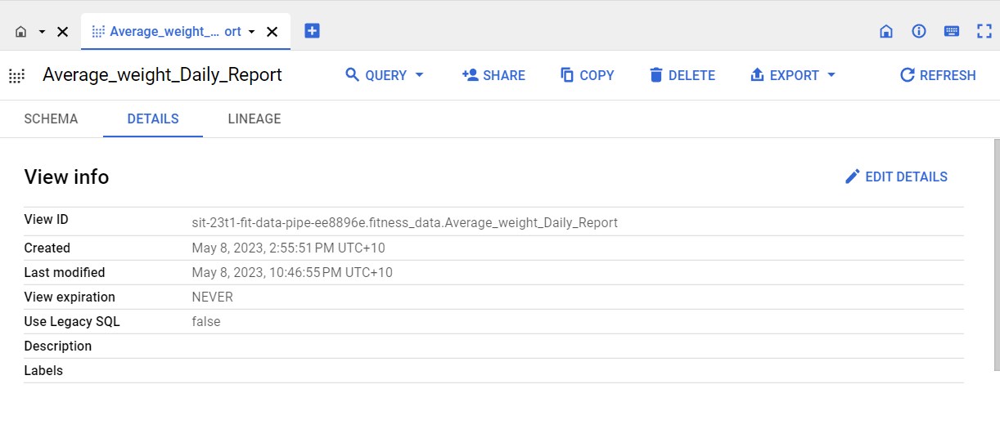 Average_weight_... ort
Average_weight_Daily_Report QUERY SHARE COPY DELETE EXPORT REFRESH
SCHEMA DETAILS LINEAGE
View info EDIT DETAILS
View ID sit-23t1-fit-data-pipe-ee8896e.fitness_data.Average_weight_Daily_Report
Created May 8, 2023, 2:55:51 PM UTC+10
Last modified May 8, 2023, 10:46:55 PM UTC+10
View expiration NEVER
Use Legacy SQL false
Description
Labels